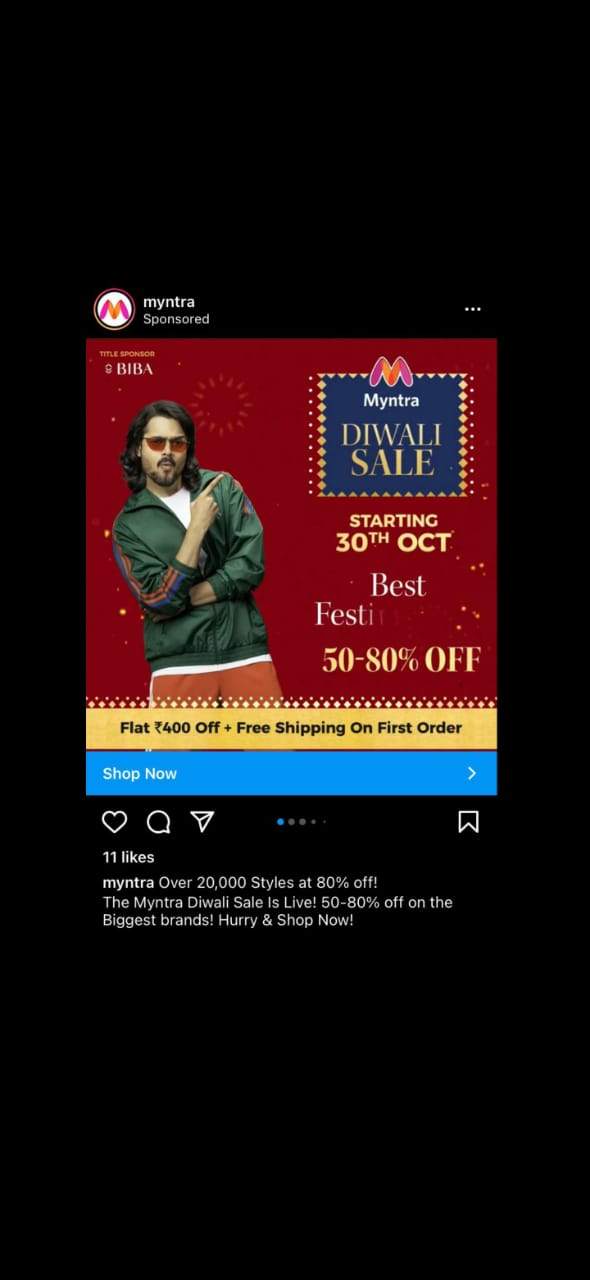 myntra
Sponsored
TITLE SPONSOR
BIBA
Myntra
DIWALI
SALE
STARTING
30TH OCT
Best
50-80% OFF
Flat ₹400 Off + Free Shipping On First Order
Shop Now
11 likes
myntra Over 20,000 Styles at 80% off!
The Myntra Diwali Sale Is Live! 50-80% off on the
Biggest brands! Hurry & Shop Now!